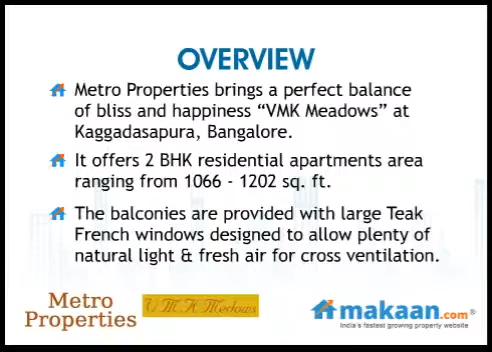 OVERVIEW
Metro Properties brings a perfect balance
of bliss and happiness “VMK Meadows” at
Kaggadasapura, Bangalore.
It offers 2 BHK residential apartments area
ranging from 1066 - 1202 sq. ft.
The balconies are provided with large Teak
French windows designed to allow plenty of
natural light & fresh air for cross ventilation.
Metro
Properties
V M K Medows
makaan.com®
India's fastest growing property website